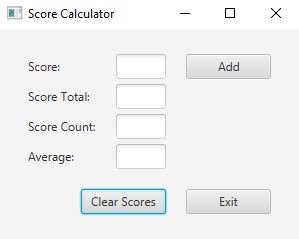 Score Calculator
Score:
Add
Score Total:
Score Count:
Average:
Clear Scores
Exit